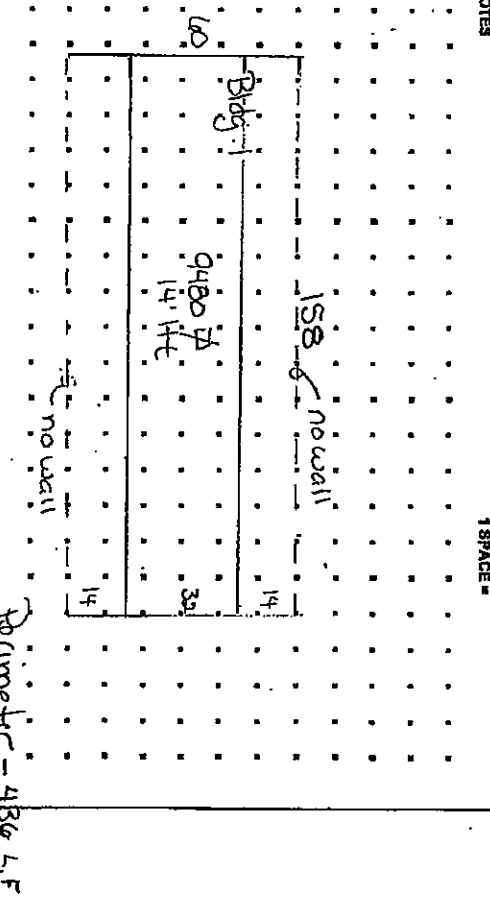 OTES
1 SPACE =
60
Bldg. 1
158
no wall
9480 ⌷
14' Ht
no wall
14
32
14
Perimeter - 436 L.F